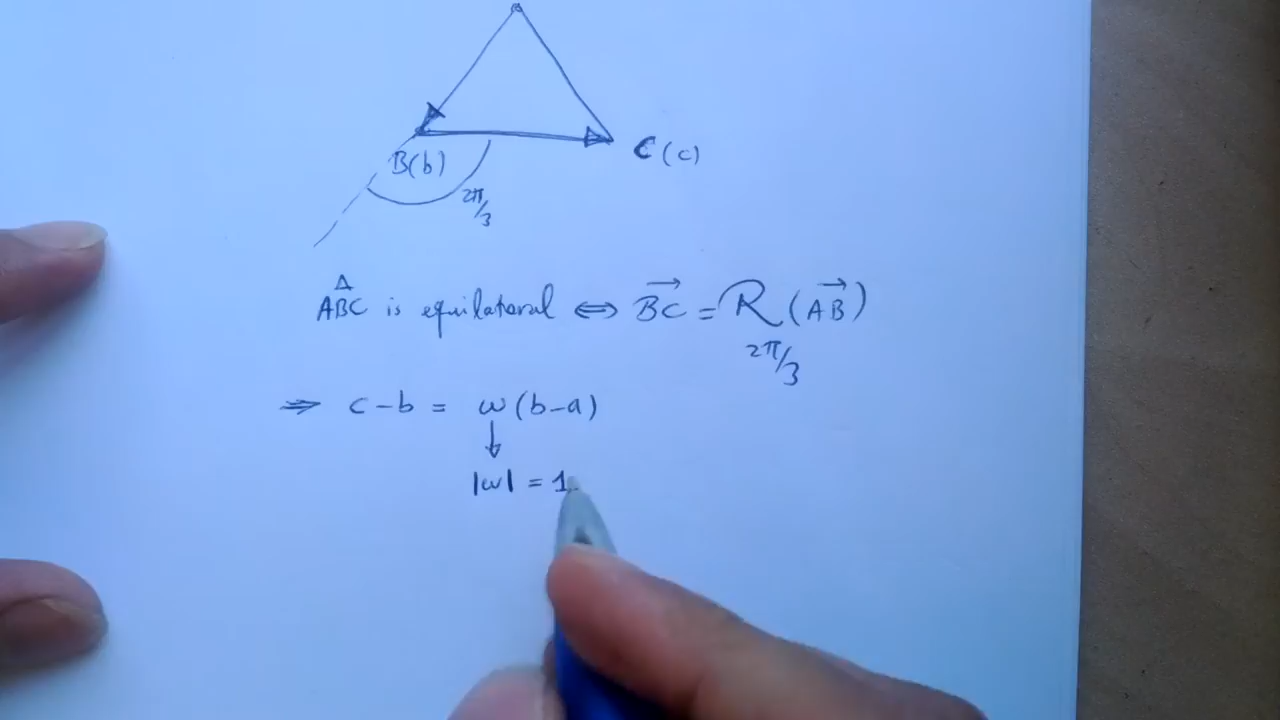 B(b)
C (c)
2π/3
ABC is equilateral ⇔ BC = R (AB)
2π/3
⇒ c-b = ω(b-a)
↓
|ω| = 1